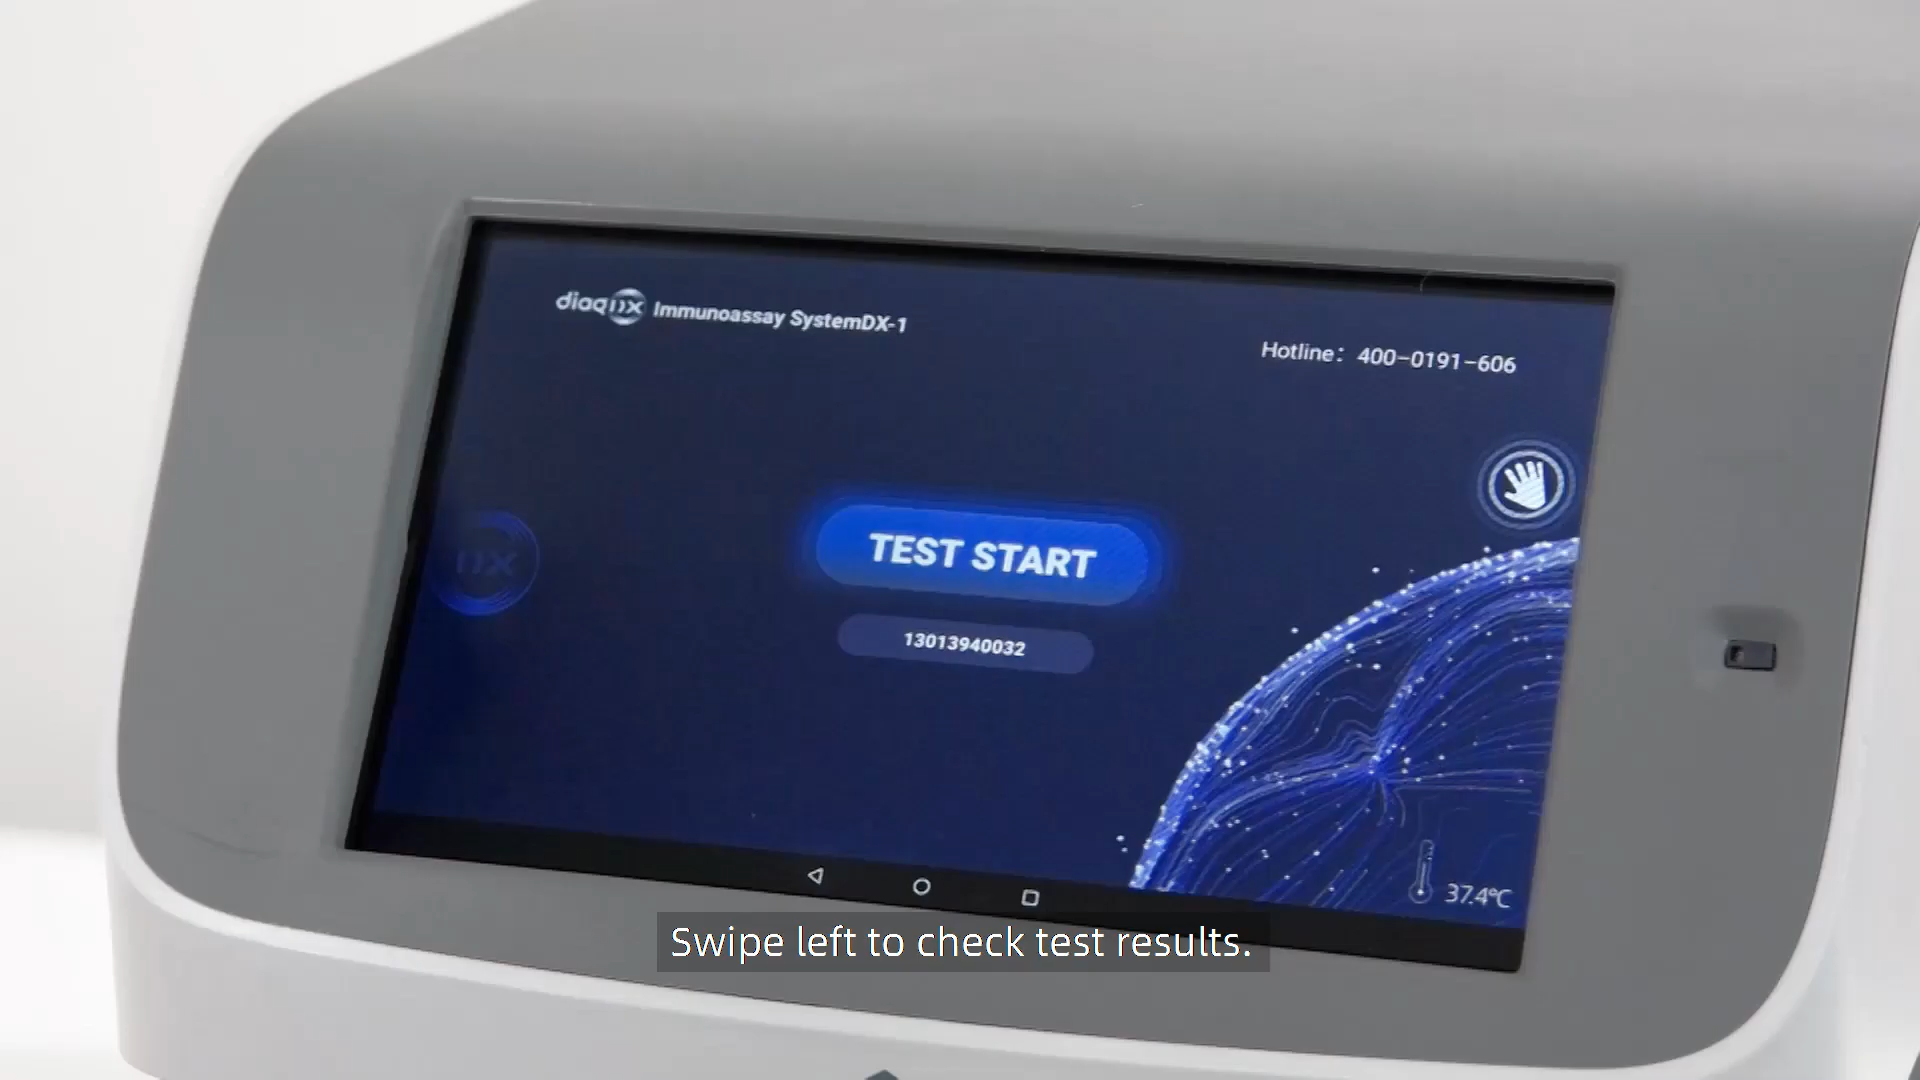 diagnx Immunoassay SystemDX-1
Hotline: 400-0191-606
TEST START
13013940032
37.4℃
Swipe left to check test results.